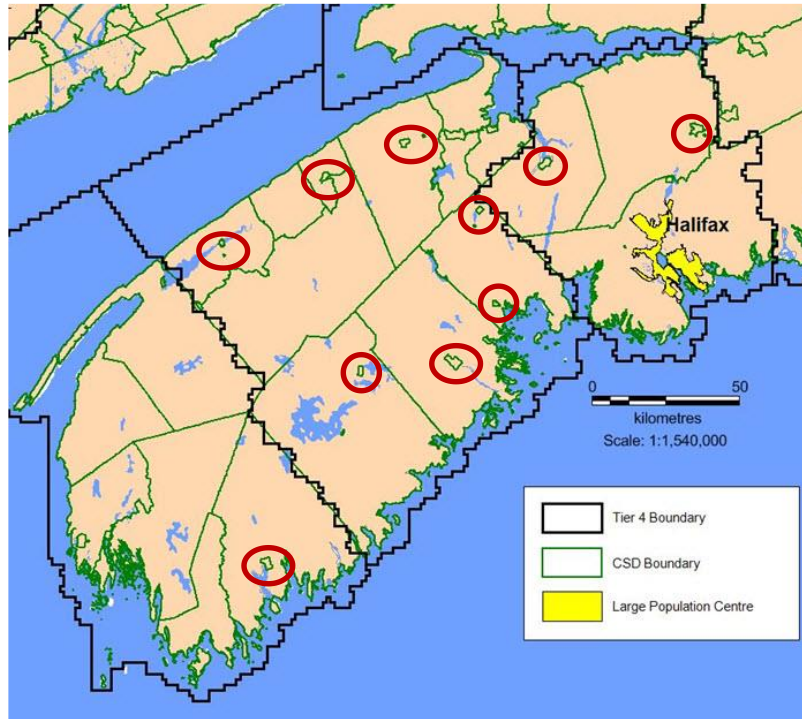 Halifax
0 50
kilometres
Scale: 1:1,540,000
Tier 4 Boundary
CSD Boundary
Large Population Centre